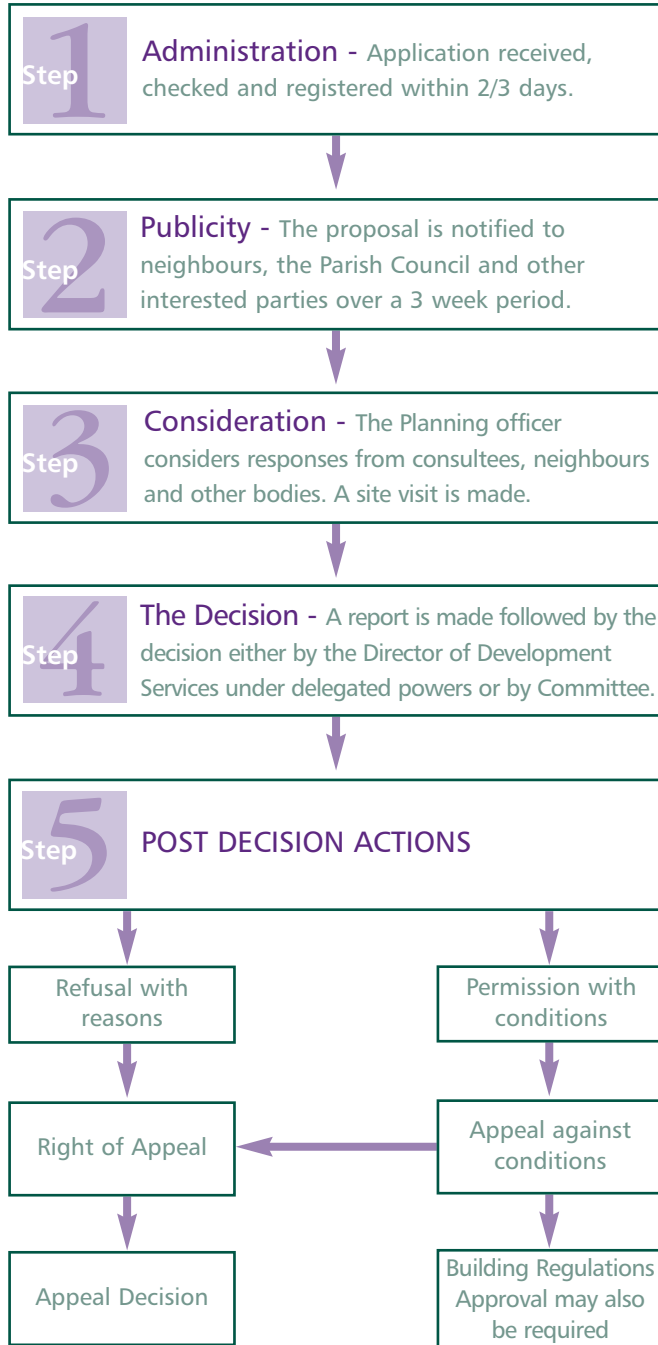 Step 1
Administration - Application received,
checked and registered within 2/3 days.
Step 2
Publicity - The proposal is notified to
neighbours, the Parish Council and other
interested parties over a 3 week period.
Step 3
Consideration - The Planning officer
considers responses from consultees, neighbours
and other bodies. A site visit is made.
Step 4
The Decision - A report is made followed by the
decision either by the Director of Development
Services under delegated powers or by Committee.
Step 5
POST DECISION ACTIONS
Refusal with
reasons
Permission with
conditions
Right of Appeal
Appeal against
conditions
Appeal Decision
Building Regulations
Approval may also
be required